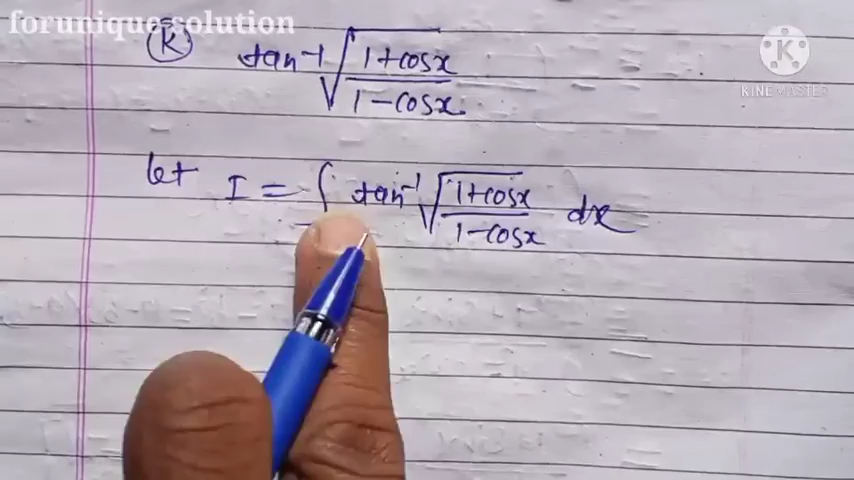 foruniquesolution
(K) tan⁻¹ √((1+cosx)/(1-cosx))
KINEMASTER
let I = ∫ tan⁻¹ √((1+cosx)/(1-cosx)) dx